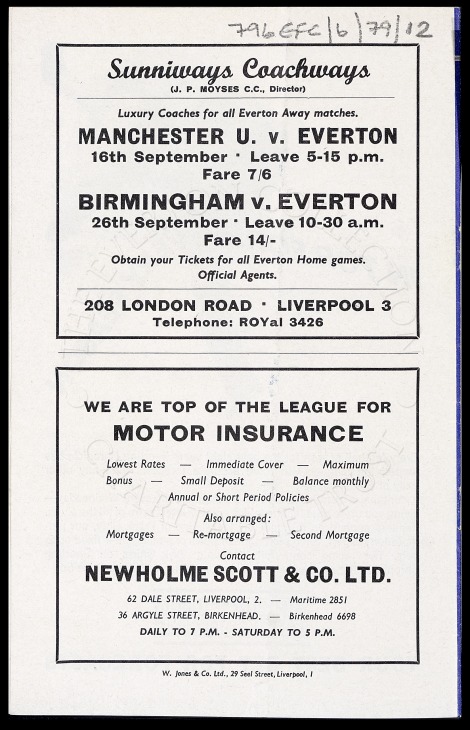 796 EFC/6/79/12
Sunniways Coachways
(J. P. MOYSES C.C., Director)
Luxury Coaches for all Everton Away matches.
MANCHESTER U. v. EVERTON
16th September · Leave 5-15 p.m.
Fare 7/6
BIRMINGHAM v. EVERTON
26th September · Leave 10-30 a.m.
Fare 14/-
Obtain your Tickets for all Everton Home games.
Official Agents.
208 LONDON ROAD · LIVERPOOL 3
Telephone: ROYal 3426
WE ARE TOP OF THE LEAGUE FOR
MOTOR INSURANCE
Lowest Rates — Immediate Cover — Maximum
Bonus — Small Deposit — Balance monthly
Annual or Short Period Policies
Also arranged:
Mortgages — Re-mortgage — Second Mortgage
Contact
NEWHOLME SCOTT & CO. LTD.
62 DALE STREET, LIVERPOOL, 2. — Maritime 2851
36 ARGYLE STREET, BIRKENHEAD. — Birkenhead 6698
DAILY TO 7 P.M. - SATURDAY TO 5 P.M.
W. Jones & Co. Ltd., 29 Seel Street, Liverpool, 1
THE EVERTON COLLECTION
CHARITABLE TRUST